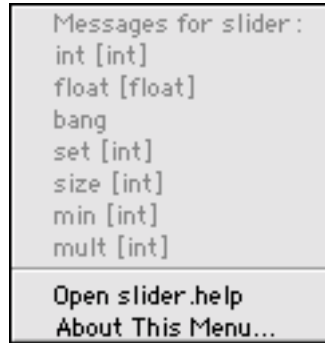 Messages for slider:
int [int]
float [float]
bang
set [int]
size [int]
min [int]
mult [int]
Open slider.help
About This Menu...